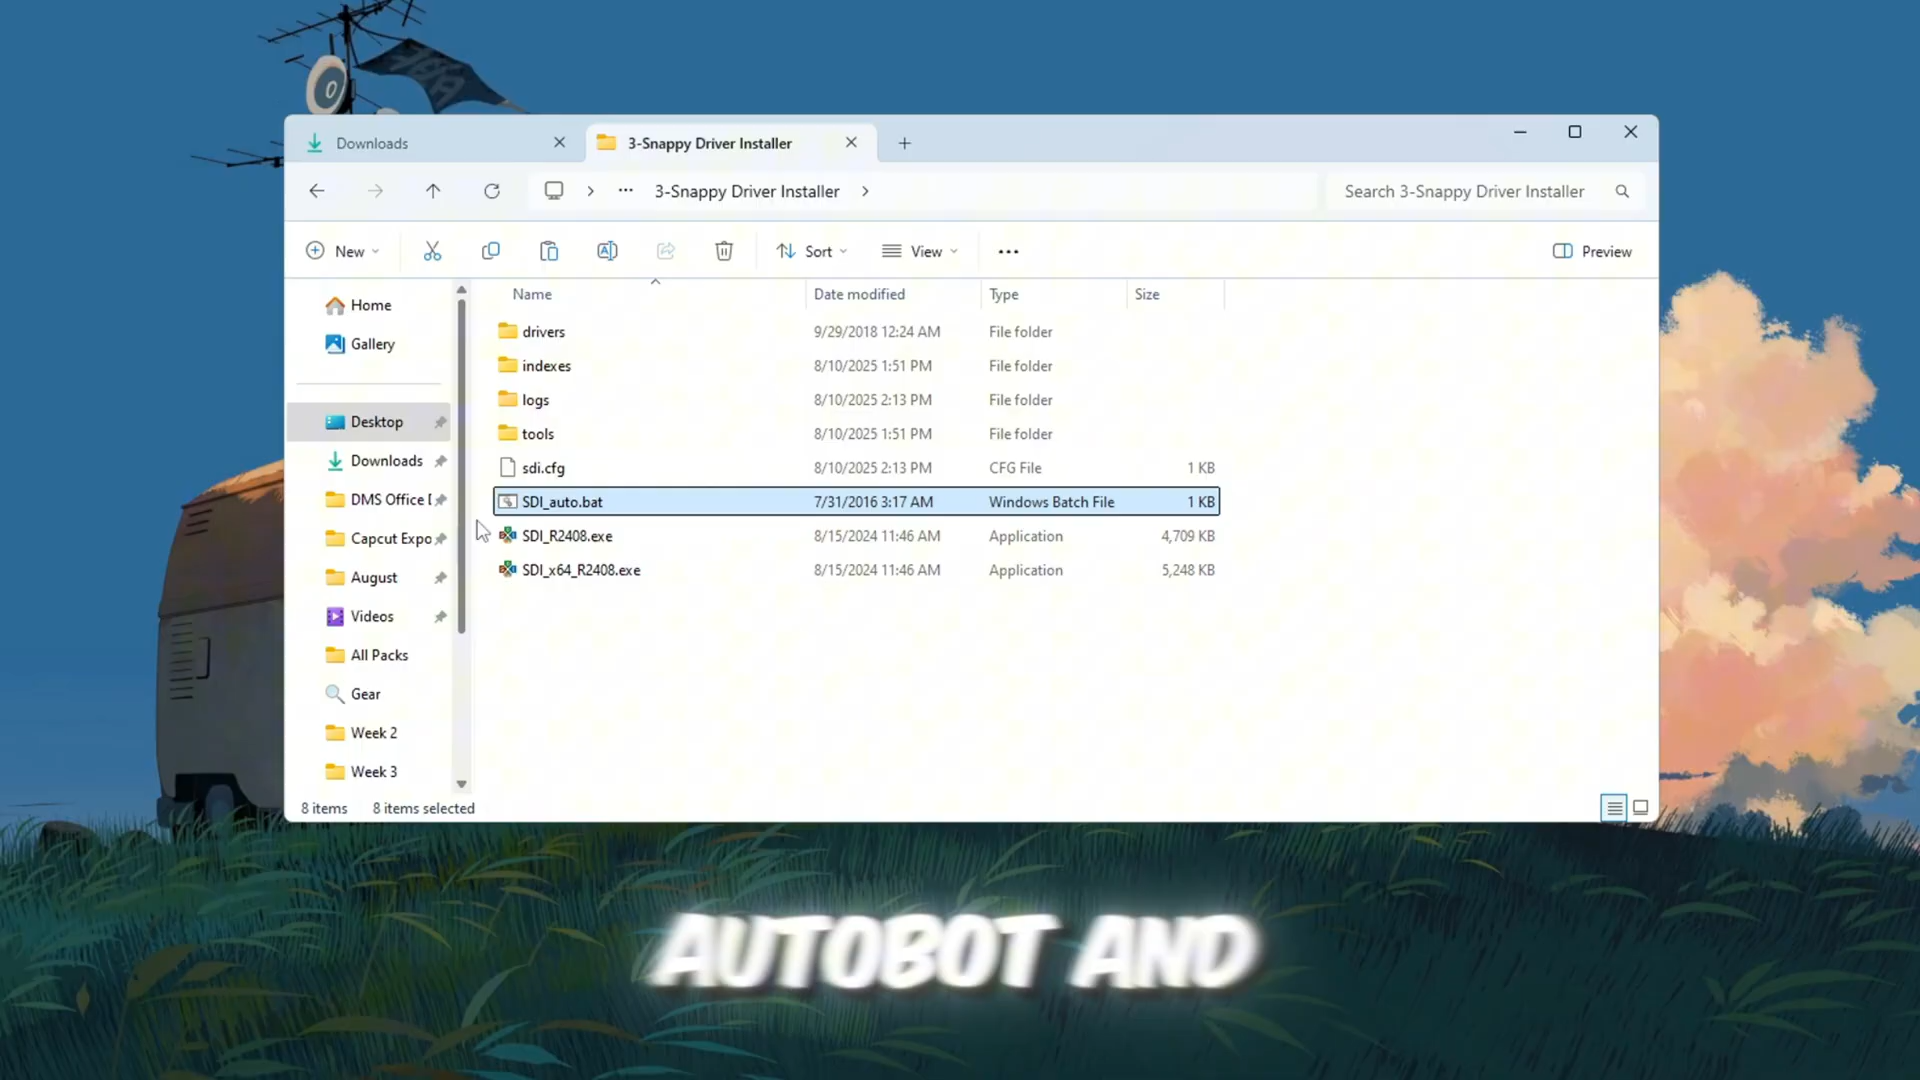 0
Downloads
3-Snappy Driver Installer
3-Snappy Driver Installer
Search 3-Snappy Driver Installer
New
Sort
View
Preview
Name
Date modified
Type
Size
Home
Gallery
Desktop
Downloads
DMS Office [
Capcut Expo
August
Videos
All Packs
Gear
Week 2
Week 3
drivers 9/29/2018 12:24 AM File folder
indexes 8/10/2025 1:51 PM File folder
logs 8/10/2025 2:13 PM File folder
tools 8/10/2025 1:51 PM File folder
sdi.cfg 8/10/2025 2:13 PM CFG File 1 KB
SDI_auto.bat 7/31/2016 3:17 AM Windows Batch File 1 KB
SDI_R2408.exe 8/15/2024 11:46 AM Application 4,709 KB
SDI_x64_R2408.exe 8/15/2024 11:46 AM Application 5,248 KB
8 items 8 items selected
AUTOBOT AND